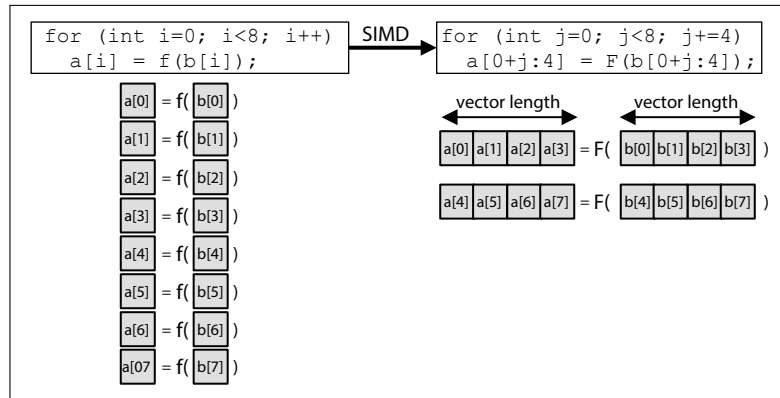 for (int i=0; i<8; i++)
a[i] = f(b[i]);
SIMD
for (int j=0; j<8; j+=4)
a[0+j:4] = F(b[0+j:4]);
a[0] = f( b[0] )
a[1] = f( b[1] )
a[2] = f( b[2] )
a[3] = f( b[3] )
a[4] = f( b[4] )
a[5] = f( b[5] )
a[6] = f( b[6] )
a[07 = f( b[7] )
vector length vector length
a[0] a[1] a[2] a[3] = F( b[0] b[1] b[2] b[3] )
a[4] a[5] a[6] a[7] = F( b[4] b[5] b[6] b[7] )